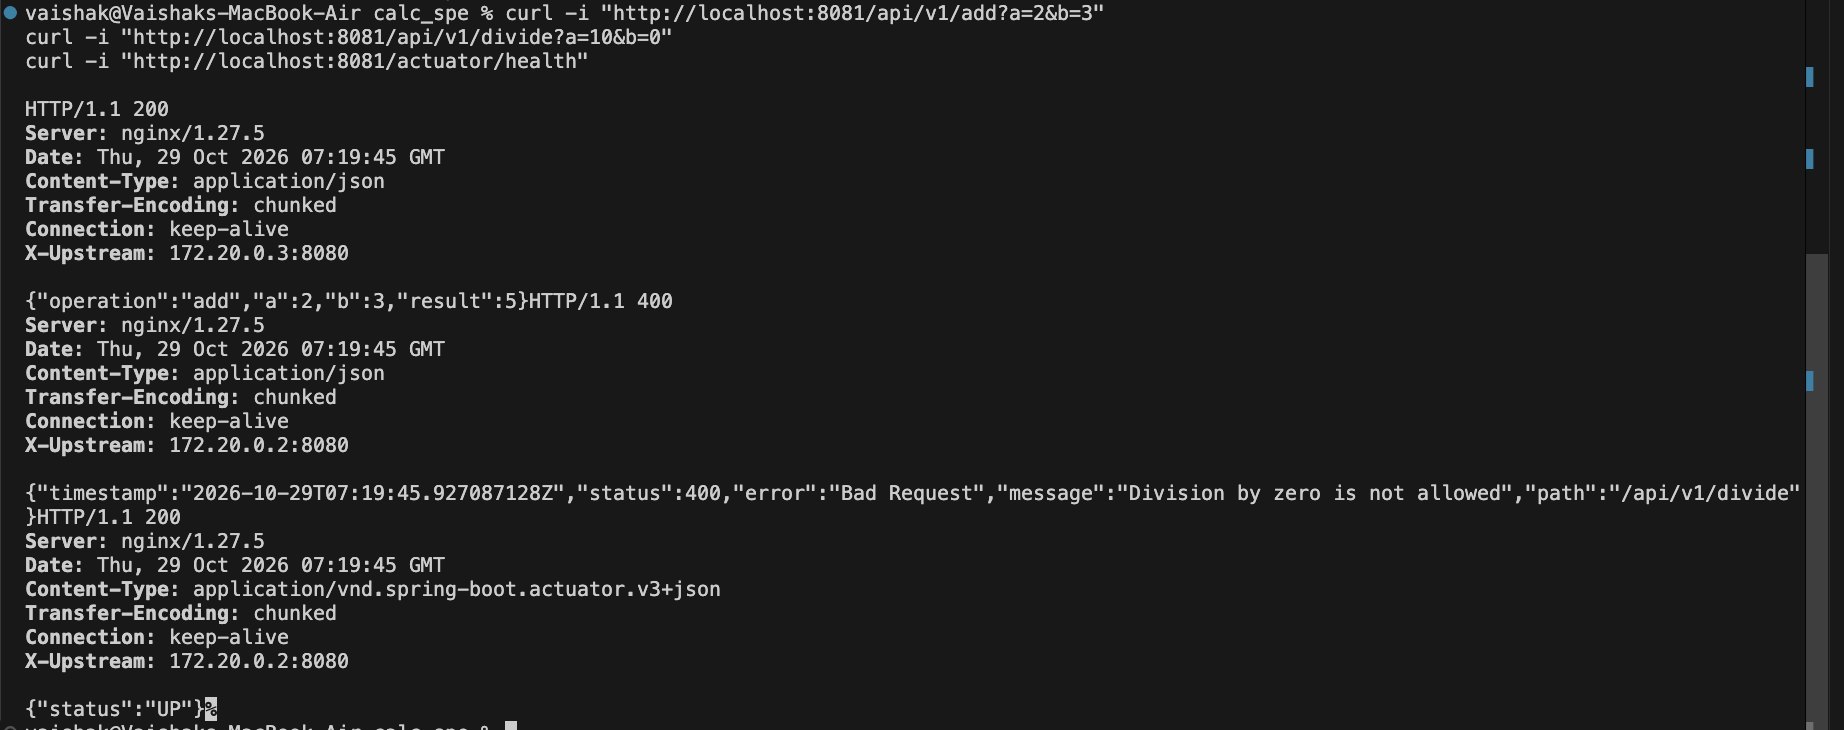 vaishak@Vaishaks-MacBook-Air calc_spe % curl -i "http://localhost:8081/api/v1/add?a=2&b=3"
curl -i "http://localhost:8081/api/v1/divide?a=10&b=0"
curl -i "http://localhost:8081/actuator/health"
HTTP/1.1 200
Server: nginx/1.27.5
Date: Thu, 29 Oct 2026 07:19:45 GMT
Content-Type: application/json
Transfer-Encoding: chunked
Connection: keep-alive
X-Upstream: 172.20.0.3:8080
{"operation":"add","a":2,"b":3,"result":5}HTTP/1.1 400
Server: nginx/1.27.5
Date: Thu, 29 Oct 2026 07:19:45 GMT
Content-Type: application/json
Transfer-Encoding: chunked
Connection: keep-alive
X-Upstream: 172.20.0.2:8080
{"timestamp":"2026-10-29T07:19:45.927087128Z","status":400,"error":"Bad Request","message":"Division by zero is not allowed","path":"/api/v1/divide"
}HTTP/1.1 200
Server: nginx/1.27.5
Date: Thu, 29 Oct 2026 07:19:45 GMT
Content-Type: application/vnd.spring-boot.actuator.v3+json
Transfer-Encoding: chunked
Connection: keep-alive
X-Upstream: 172.20.0.2:8080
{"status":"UP"}%
vaishak@Vaishaks-MacBook-Air calc_spe %